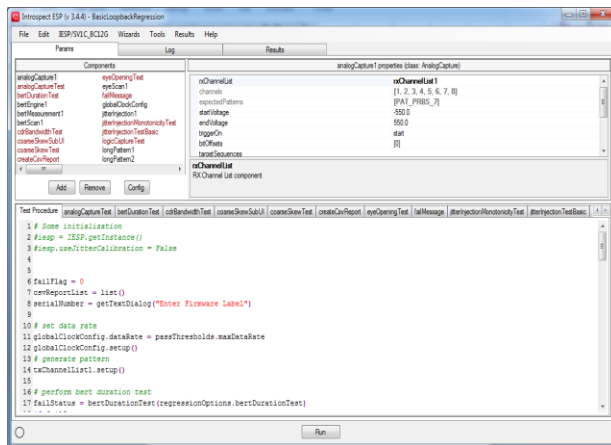 Introspect ESP (v 3.4.4) - BasicLoopbackRegression
File Edit IESP/SV1C_8C12G Wizards Tools Results Help
Params Log Results
Components
analogCapture1 eyeOpeningTest
analogCaptureTest eyeScan1
bertDurationTest failMessage
bertEngine1 globalClockConfig
bertMeasurement1 jitterInjection1
bertScan1 jitterInjectionMonotonicityTest
cdrBandwidthTest jitterInjectionTestBasic
coarseSkewSubUI logicCaptureTest
coarseSkewTest longPattern1
createCsvReport longPattern2
Add Remove Config
analogCapture1 properties (class: AnalogCapture)
rxChannelList rxChannelList1
channels [1, 2, 3, 4, 5, 6, 7, 8]
expectedPatterns [PAT_PRBS_7]
startVoltage -550.0
endVoltage 550.0
triggerOn start
bitOffsets [0]
targetSequences
rxChannelList
RX Channel List component
Test Procedure analogCaptureTest bertDurationTest cdrBandwidthTest coarseSkewSubUI coarseSkewTest createCsvReport eyeOpeningTest failMessage jitterInjectionMonotonicityTest jitterInjectionTestBasic
1 # Some initialization
2 #iesp = IESP.getInstance()
3 #iesp.useJitterCalibration = False
4
5
6 failFlag = 0
7 csvReportList = list()
8 serialNumber = getTextDialog("Enter Firmware Label")
9
10 # set data rate
11 globalClockConfig.dataRate = passThresholds.maxDataRate
12 globalClockConfig.setup()
13 # generate pattern
14 txChannelList1.setup()
15
16 # perform bert duration test
17 failStatus = bertDurationTest(regressionOptions.bertDurationTest)
Run